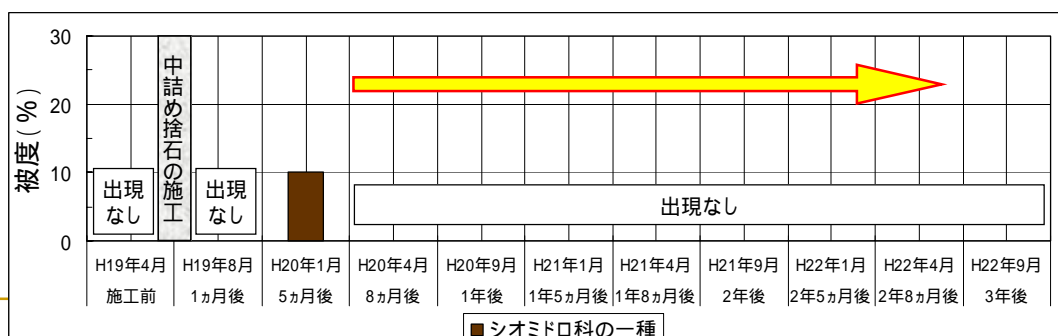 被度(%)
30
20
10
0
中詰め捨石の施工
出現
なし
出現
なし
出現なし
H19年4月 H19年8月 H20年1月 H20年4月 H20年9月 H21年1月 H21年4月 H21年9月 H22年1月 H22年4月 H22年9月
施工前 1ヵ月後 5ヵ月後 8ヵ月後 1年後 1年5ヵ月後 1年8ヵ月後 2年後 2年5ヵ月後 2年8ヵ月後 3年後
シオミドロ科の一種